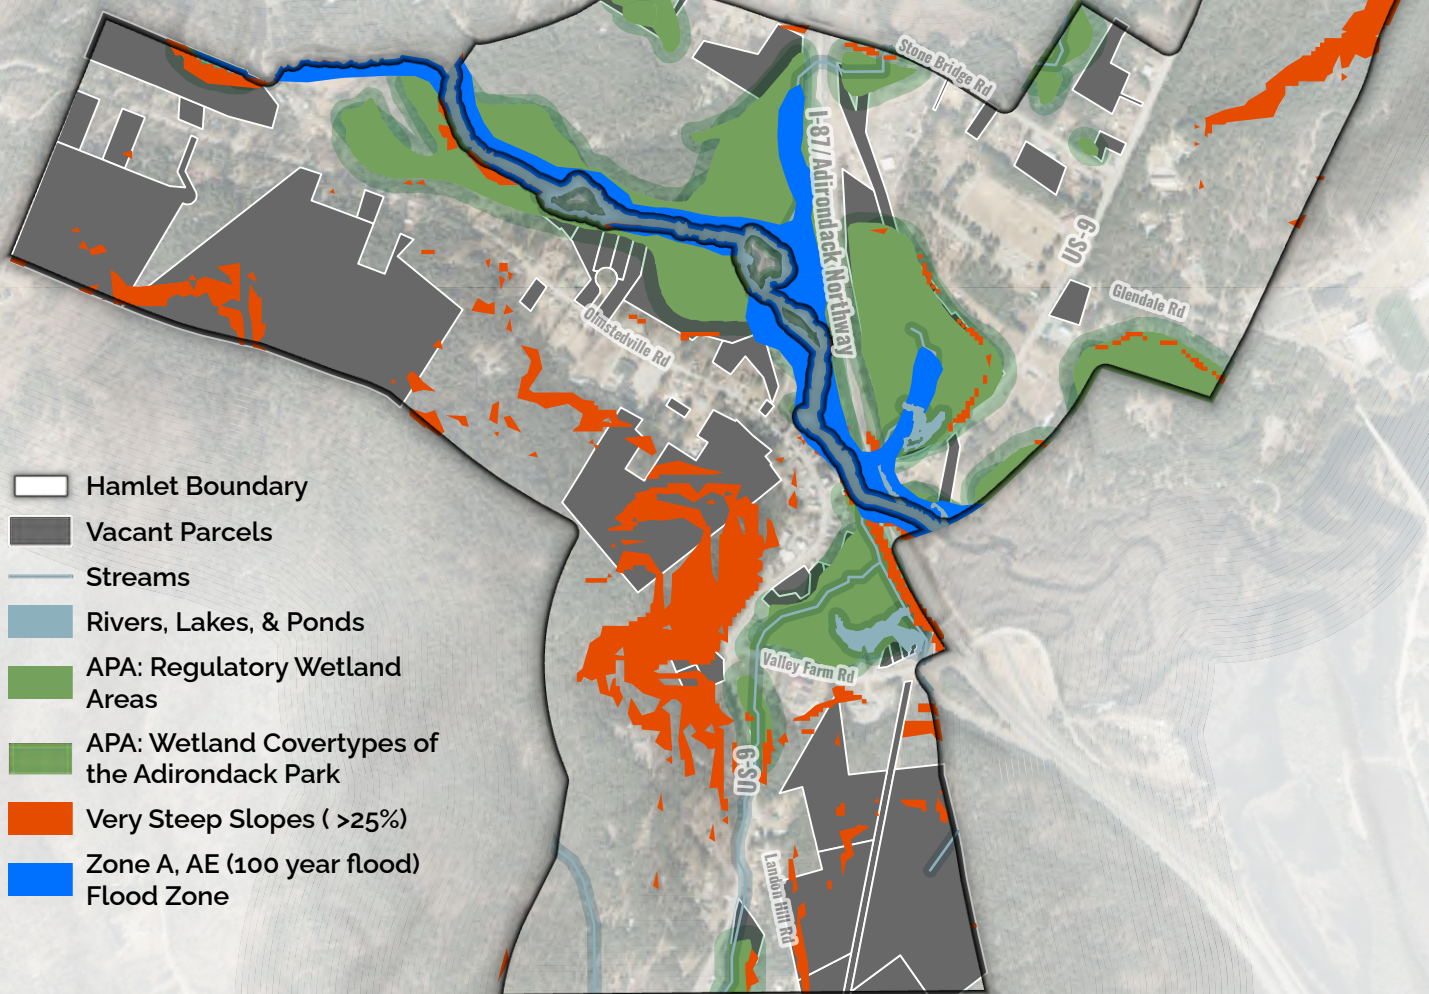 Stone Bridge Rd
I-87/Adirondack Northway
US-9
Glendale Rd
Olmstedville Rd
Hamlet Boundary
Vacant Parcels
Streams
Rivers, Lakes, & Ponds
APA: Regulatory Wetland
Areas
APA: Wetland Covertypes of
the Adirondack Park
Very Steep Slopes ( >25%)
Zone A, AE (100 year flood)
Flood Zone
Valley Farm Rd
US-9
Landon Hill Rd